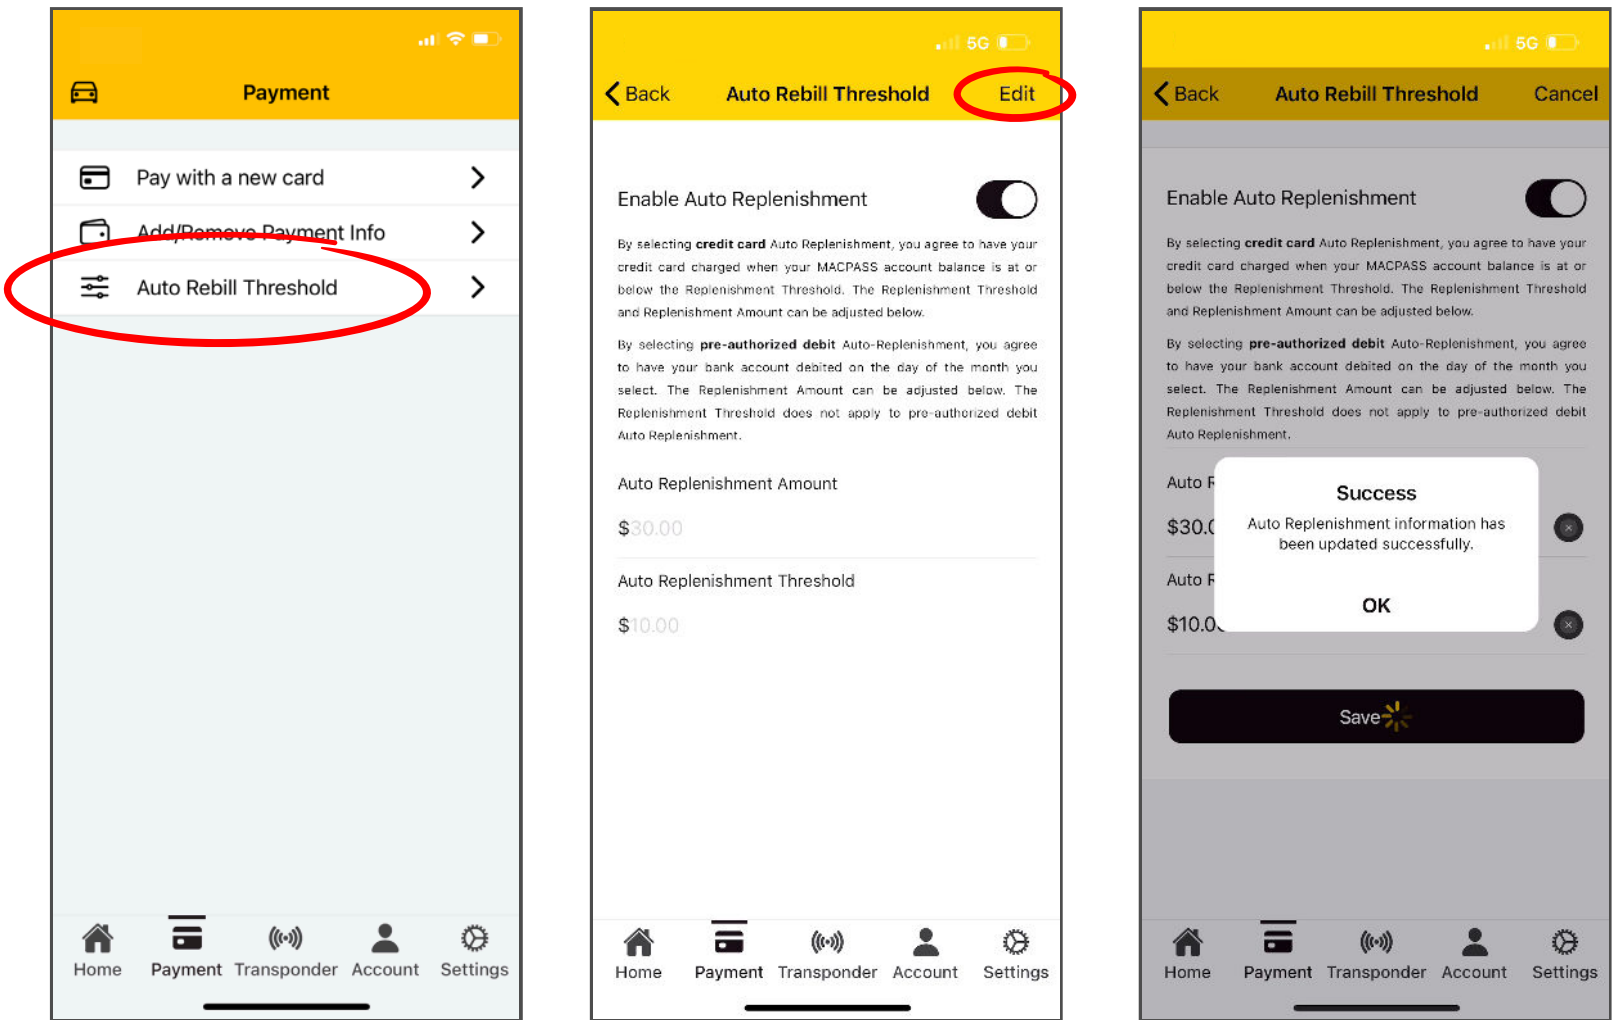 Payment
Pay with a new card
Add/Remove Payment Info
Auto Rebill Threshold
Home Payment Transponder Account Settings
5G
Back Auto Rebill Threshold Edit
Enable Auto Replenishment
By selecting credit card Auto Replenishment, you agree to have your
credit card charged when your MACPASS account balance is at or
below the Replenishment Threshold. The Replenishment Threshold
and Replenishment Amount can be adjusted below.
By selecting pre-authorized debit Auto-Replenishment, you agree
to have your bank account debited on the day of the month you
select. The Replenishment Amount can be adjusted below. The
Replenishment Threshold does not apply to pre-authorized debit
Auto Replenishment.
Auto Replenishment Amount
$30.00
Auto Replenishment Threshold
$10.00
Home Payment Transponder Account Settings
5G
Back Auto Rebill Threshold Cancel
Enable Auto Replenishment
By selecting credit card Auto Replenishment, you agree to have your
credit card charged when your MACPASS account balance is at or
below the Replenishment Threshold. The Replenishment Threshold
and Replenishment Amount can be adjusted below.
By selecting pre-authorized debit Auto-Replenishment, you agree
to have your bank account debited on the day of the month you
select. The Replenishment Amount can be adjusted below. The
Replenishment Threshold does not apply to pre-authorized debit
Auto Replenishment.
Auto
$30.0
Success
Auto Replenishment information has
been updated successfully.
OK
Auto
$10.0
Save
Home Payment Transponder Account Settings